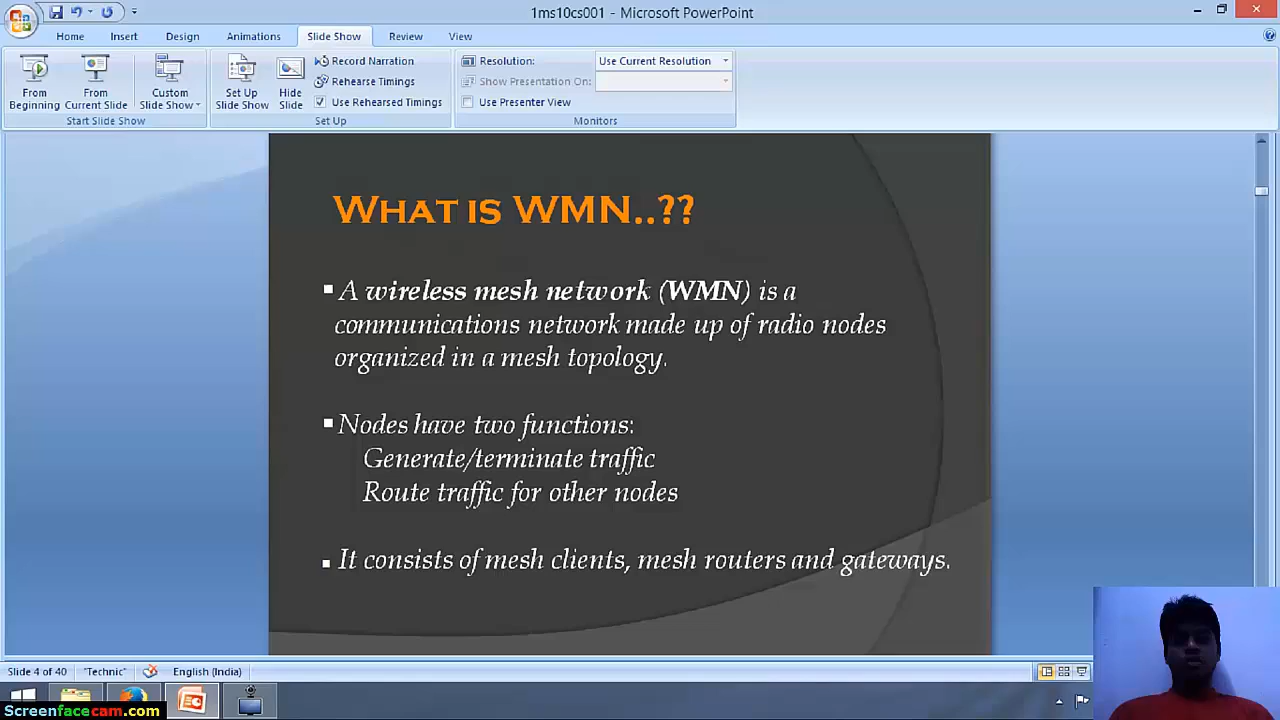 1ms10cs001 - Microsoft PowerPoint
Home Insert Design Animations Slide Show Review View
From Beginning
From Current Slide
Custom Slide Show
Start Slide Show
Set Up Slide Show
Hide Slide
Record Narration
Rehearse Timings
Use Rehearsed Timings
Set Up
Resolution: Use Current Resolution
Show Presentation On:
Use Presenter View
Monitors
WHAT IS WMN..??
▪ A wireless mesh network (WMN) is a
communications network made up of radio nodes
organized in a mesh topology.
▪ Nodes have two functions:
Generate/terminate traffic
Route traffic for other nodes
▪ It consists of mesh clients, mesh routers and gateways.
Slide 4 of 40 "Technic" English (India)
Screenfacecam.com